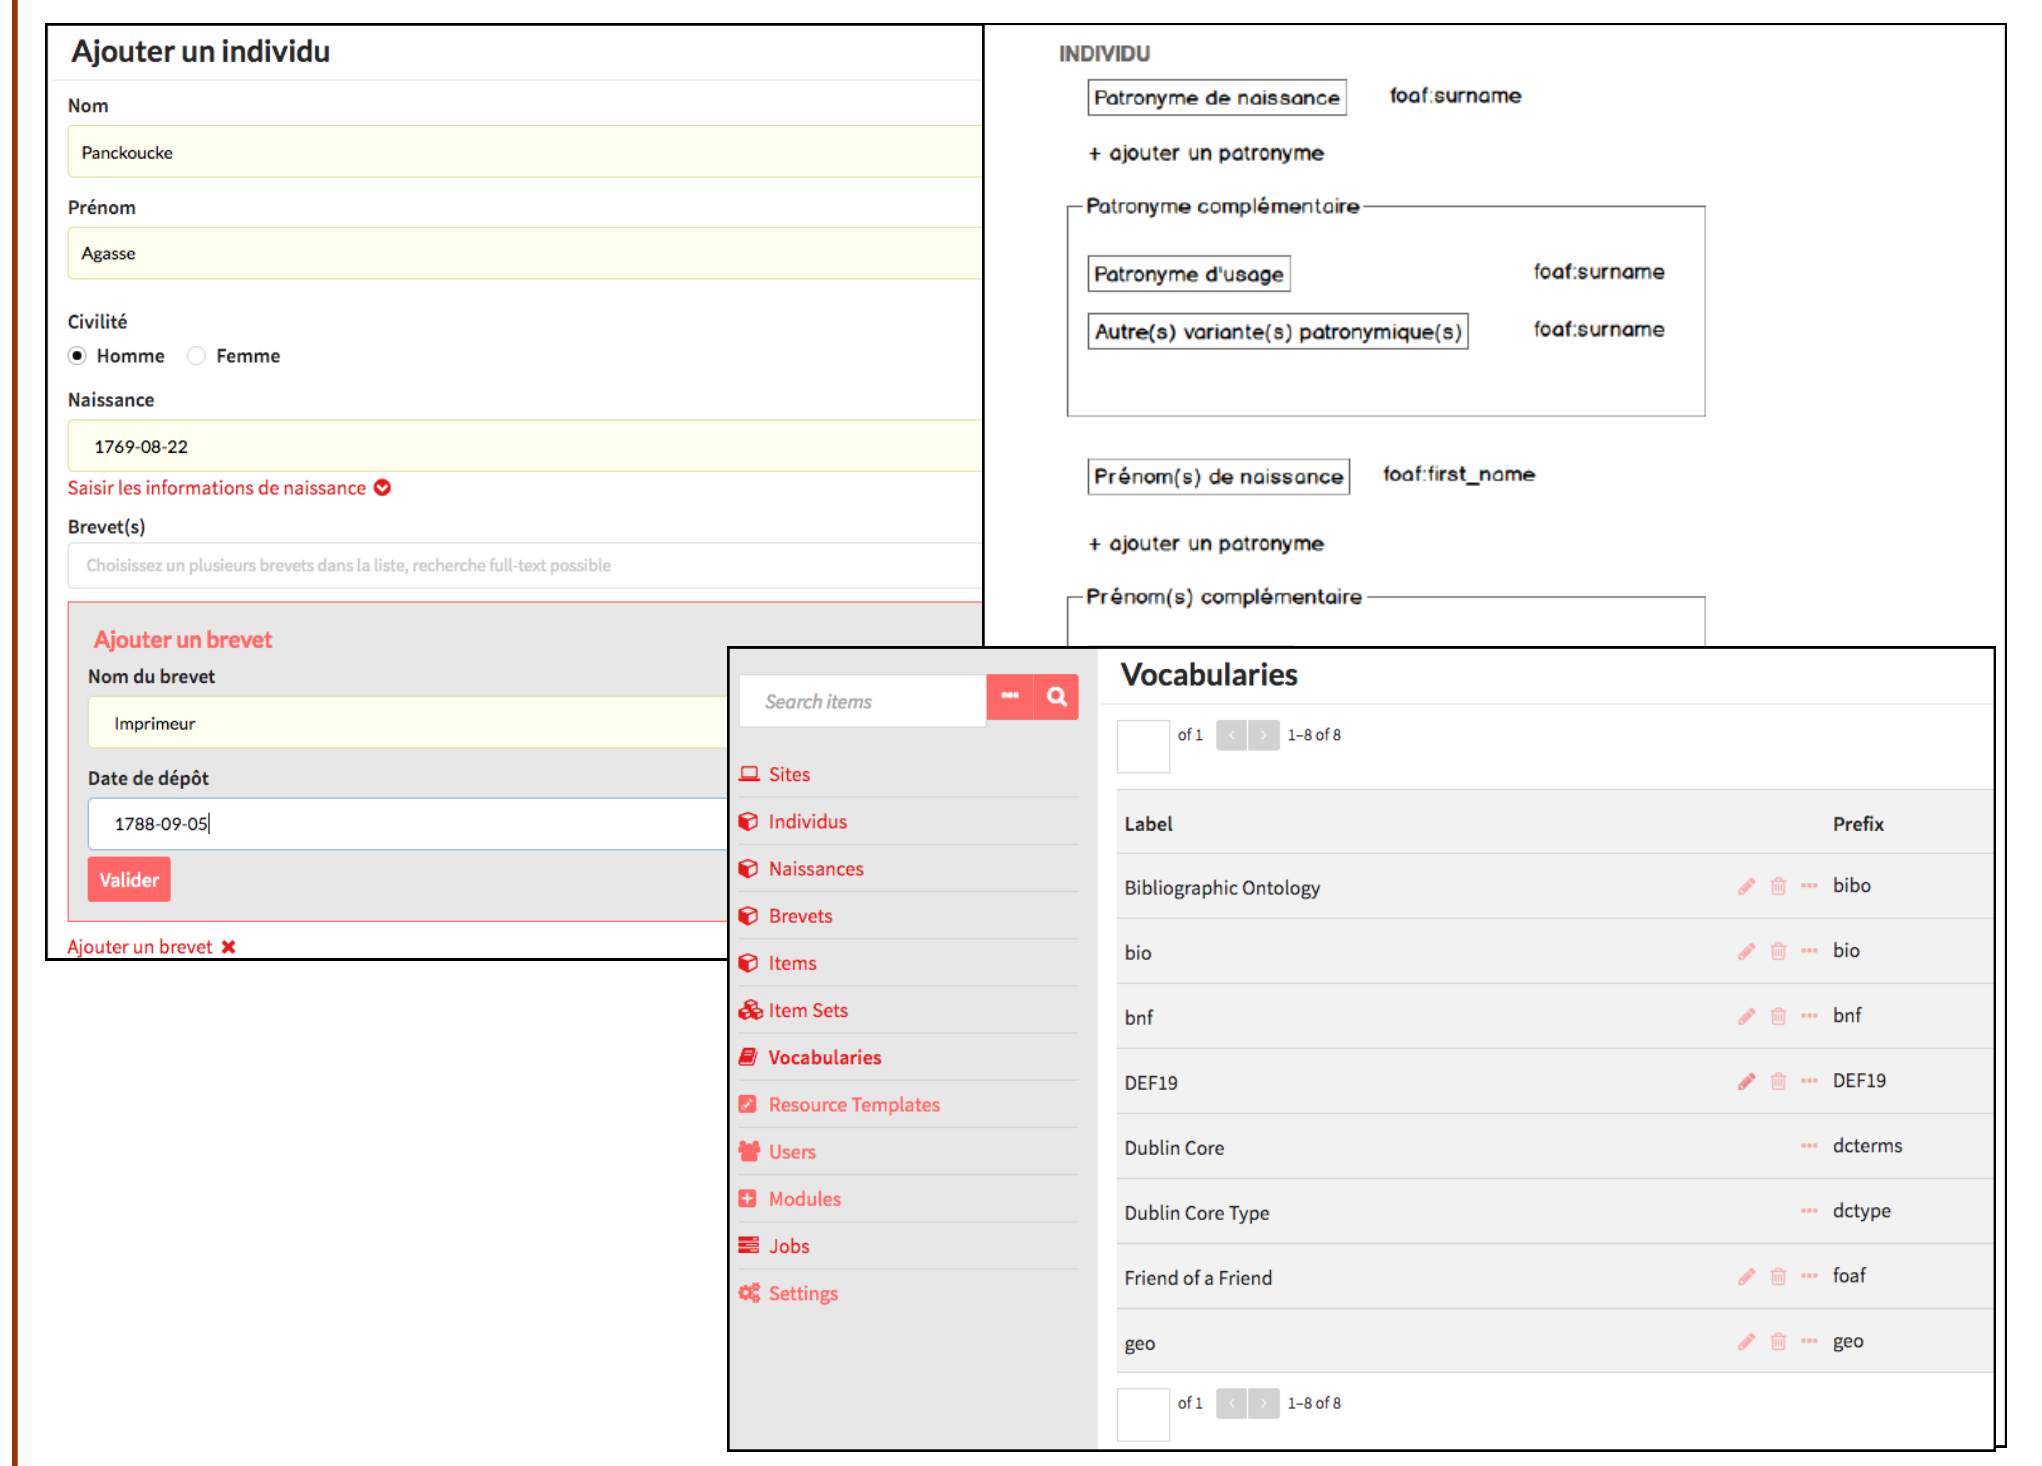 Ajouter un individu
Nom
Panckoucke
Prénom
Agasse
Civilité
Homme Femme
Naissance
1769-08-22
Saisir les informations de naissance
Brevet(s)
Choisissez un plusieurs brevets dans la liste, recherche full-text possible
Ajouter un brevet
Nom du brevet
Imprimeur
Date de dépôt
1788-09-05
Valider
Ajouter un brevet
INDIVIDU
Patronyme de naissance foaf:surname
+ ajouter un patronyme
Patronyme complémentaire
Patronyme d'usage foaf:surname
Autre(s) variante(s) patronymique(s) foaf:surname
Prénom(s) de naissance foaf:first_name
+ ajouter un patronyme
Prénom(s) complémentaire
Search items
Sites
Individus
Naissances
Brevets
Items
Item Sets
Vocabularies
Resource Templates
Users
Modules
Jobs
Settings
Vocabularies
of 1 1–8 of 8
Label Prefix
Bibliographic Ontology bibo
bio bio
bnf bnf
DEF19 DEF19
Dublin Core dcterms
Dublin Core Type dctype
Friend of a Friend foaf
geo geo
of 1 1–8 of 8